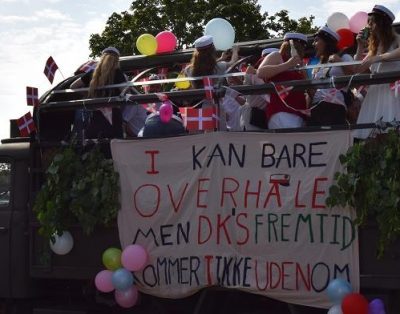 I KAN BARE
OVERHALE
MEN DK'S FREMTID
KOMMER I IKKE UDENOM